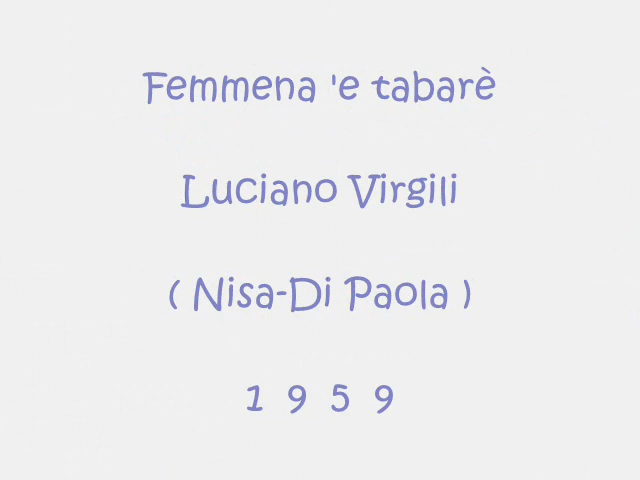 Femmena 'e tabarè
Luciano Virgili
( Nisa-Di Paola )
1 9 5 9